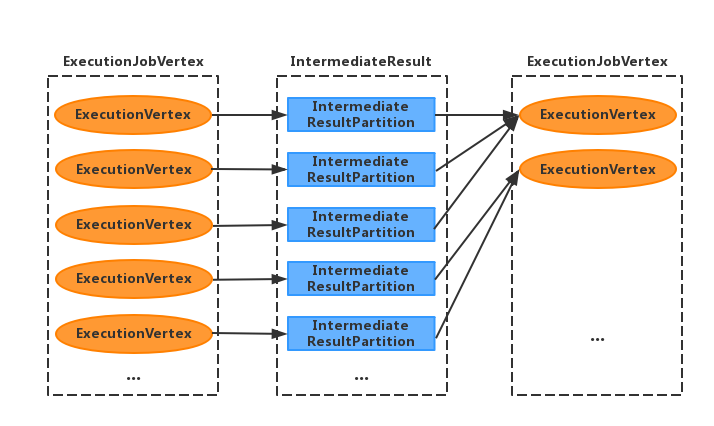 ExecutionJobVertex
IntermediateResult
ExecutionJobVertex
ExecutionVertex
Intermediate
ResultPartition
ExecutionVertex
ExecutionVertex
Intermediate
ResultPartition
ExecutionVertex
ExecutionVertex
Intermediate
ResultPartition
ExecutionVertex
Intermediate
ResultPartition
ExecutionVertex
Intermediate
ResultPartition
...
...
...